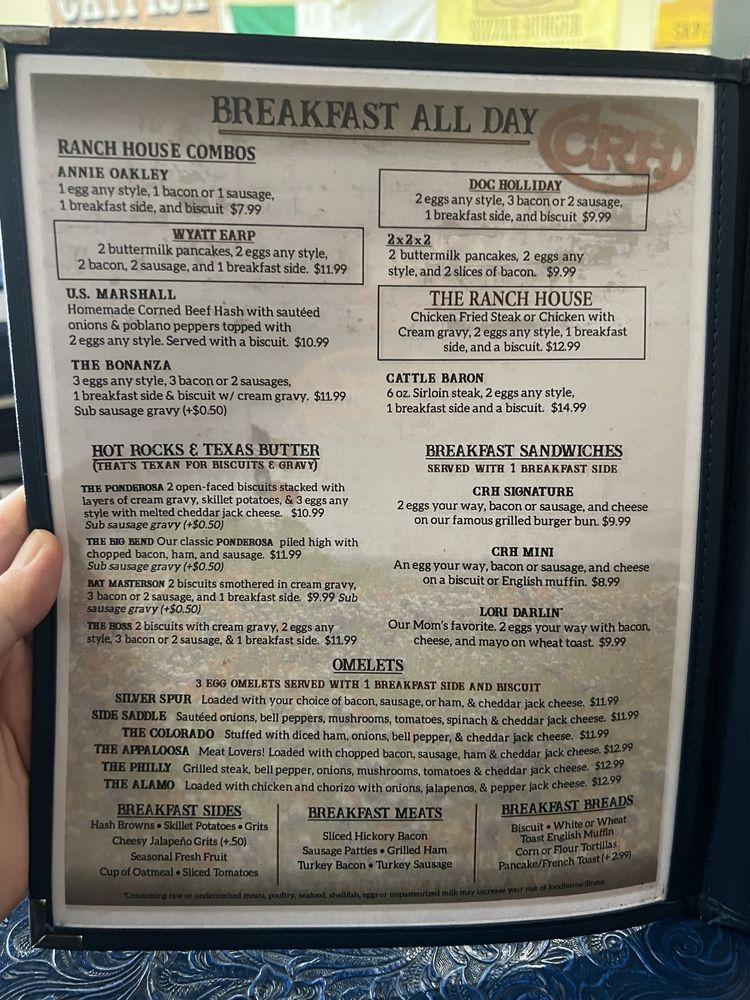 CATFISH
BREAKFAST ALL DAY
CRH
RANCH HOUSE COMBOS
ANNIE OAKLEY
1 egg any style, 1 bacon or 1 sausage,
1 breakfast side, and biscuit $7.99
WYATT EARP
2 buttermilk pancakes, 2 eggs any style,
2 bacon, 2 sausage, and 1 breakfast side. $11.99
U.S. MARSHALL
Homemade Corned Beef Hash with sautéed
onions & poblano peppers topped with
2 eggs any style. Served with a biscuit. $10.99
THE BONANZA
3 eggs any style, 3 bacon or 2 sausages,
1 breakfast side & biscuit w/ cream gravy. $11.99
Sub sausage gravy (+$0.50)
DOC HOLLIDAY
2 eggs any style, 3 bacon or 2 sausage,
1 breakfast side, and biscuit $9.99
2x2x2
2 buttermilk pancakes, 2 eggs any
style, and 2 slices of bacon. $9.99
THE RANCH HOUSE
Chicken Fried Steak or Chicken with
Cream gravy, 2 eggs any style, 1 breakfast
side, and a biscuit. $12.99
CATTLE BARON
6 oz. Sirloin steak, 2 eggs any style,
1 breakfast side and a biscuit. $14.99
HOT ROCKS & TEXAS BUTTER
(THAT'S TEXAN FOR BISCUITS & GRAVY)
THE PONDEROSA 2 open-faced biscuits stacked with
layers of cream gravy, skillet potatoes, & 3 eggs any
style with melted cheddar jack cheese. $10.99
Sub sausage gravy (+$0.50)
THE BIG BEND Our classic PONDEROSA piled high with
chopped bacon, ham, and sausage. $11.99
Sub sausage gravy (+$0.50)
BAT MASTERSON 2 biscuits smothered in cream gravy,
3 bacon or 2 sausage, and 1 breakfast side. $9.99 Sub
sausage gravy (+$0.50)
THE HOSS 2 biscuits with cream gravy, 2 eggs any
style, 3 bacon or 2 sausage, & 1 breakfast side. $11.99
BREAKFAST SANDWICHES
SERVED WITH 1 BREAKFAST SIDE
CRH SIGNATURE
2 eggs your way, bacon or sausage, and cheese
on our famous grilled burger bun. $9.99
CRH MINI
An egg your way, bacon or sausage, and cheese
on a biscuit or English muffin. $8.99
LORI DARLIN'
Our Mom's favorite. 2 eggs your way with bacon,
cheese, and mayo on wheat toast. $9.99
OMELETS
3 EGG OMELETS SERVED WITH 1 BREAKFAST SIDE AND BISCUIT
SILVER SPUR Loaded with your choice of bacon, sausage, or ham, & cheddar jack cheese. $11.99
SIDE SADDLE Sautéed onions, bell peppers, mushrooms, tomatoes, spinach & cheddar jack cheese. $11.99
THE COLORADO Stuffed with diced ham, onions, bell pepper, & cheddar jack cheese. $11.99
THE APPALOOSA Meat Lovers! Loaded with chopped bacon, sausage, ham & cheddar jack cheese. $12.99
THE PHILLY Grilled steak, bell pepper, onions, mushrooms, tomatoes & cheddar jack cheese. $12.99
THE ALAMO Loaded with chicken and chorizo with onions, jalapenos, & pepper jack cheese. $12.99
BREAKFAST SIDES
Hash Browns • Skillet Potatoes • Grits
Cheesy Jalapeño Grits (+.50)
Seasonal Fresh Fruit
Cup of Oatmeal • Sliced Tomatoes
BREAKFAST MEATS
Sliced Hickory Bacon
Sausage Patties • Grilled Ham
Turkey Bacon • Turkey Sausage
BREAKFAST BREADS
Biscuit • White or Wheat
Toast English Muffin
Corn or Flour Tortillas
Pancake/French Toast (+ 2.99)
*Consuming raw or undercooked meats, poultry, seafood, shellfish, eggs or unpasteurized milk may increase your risk of foodborne illness.